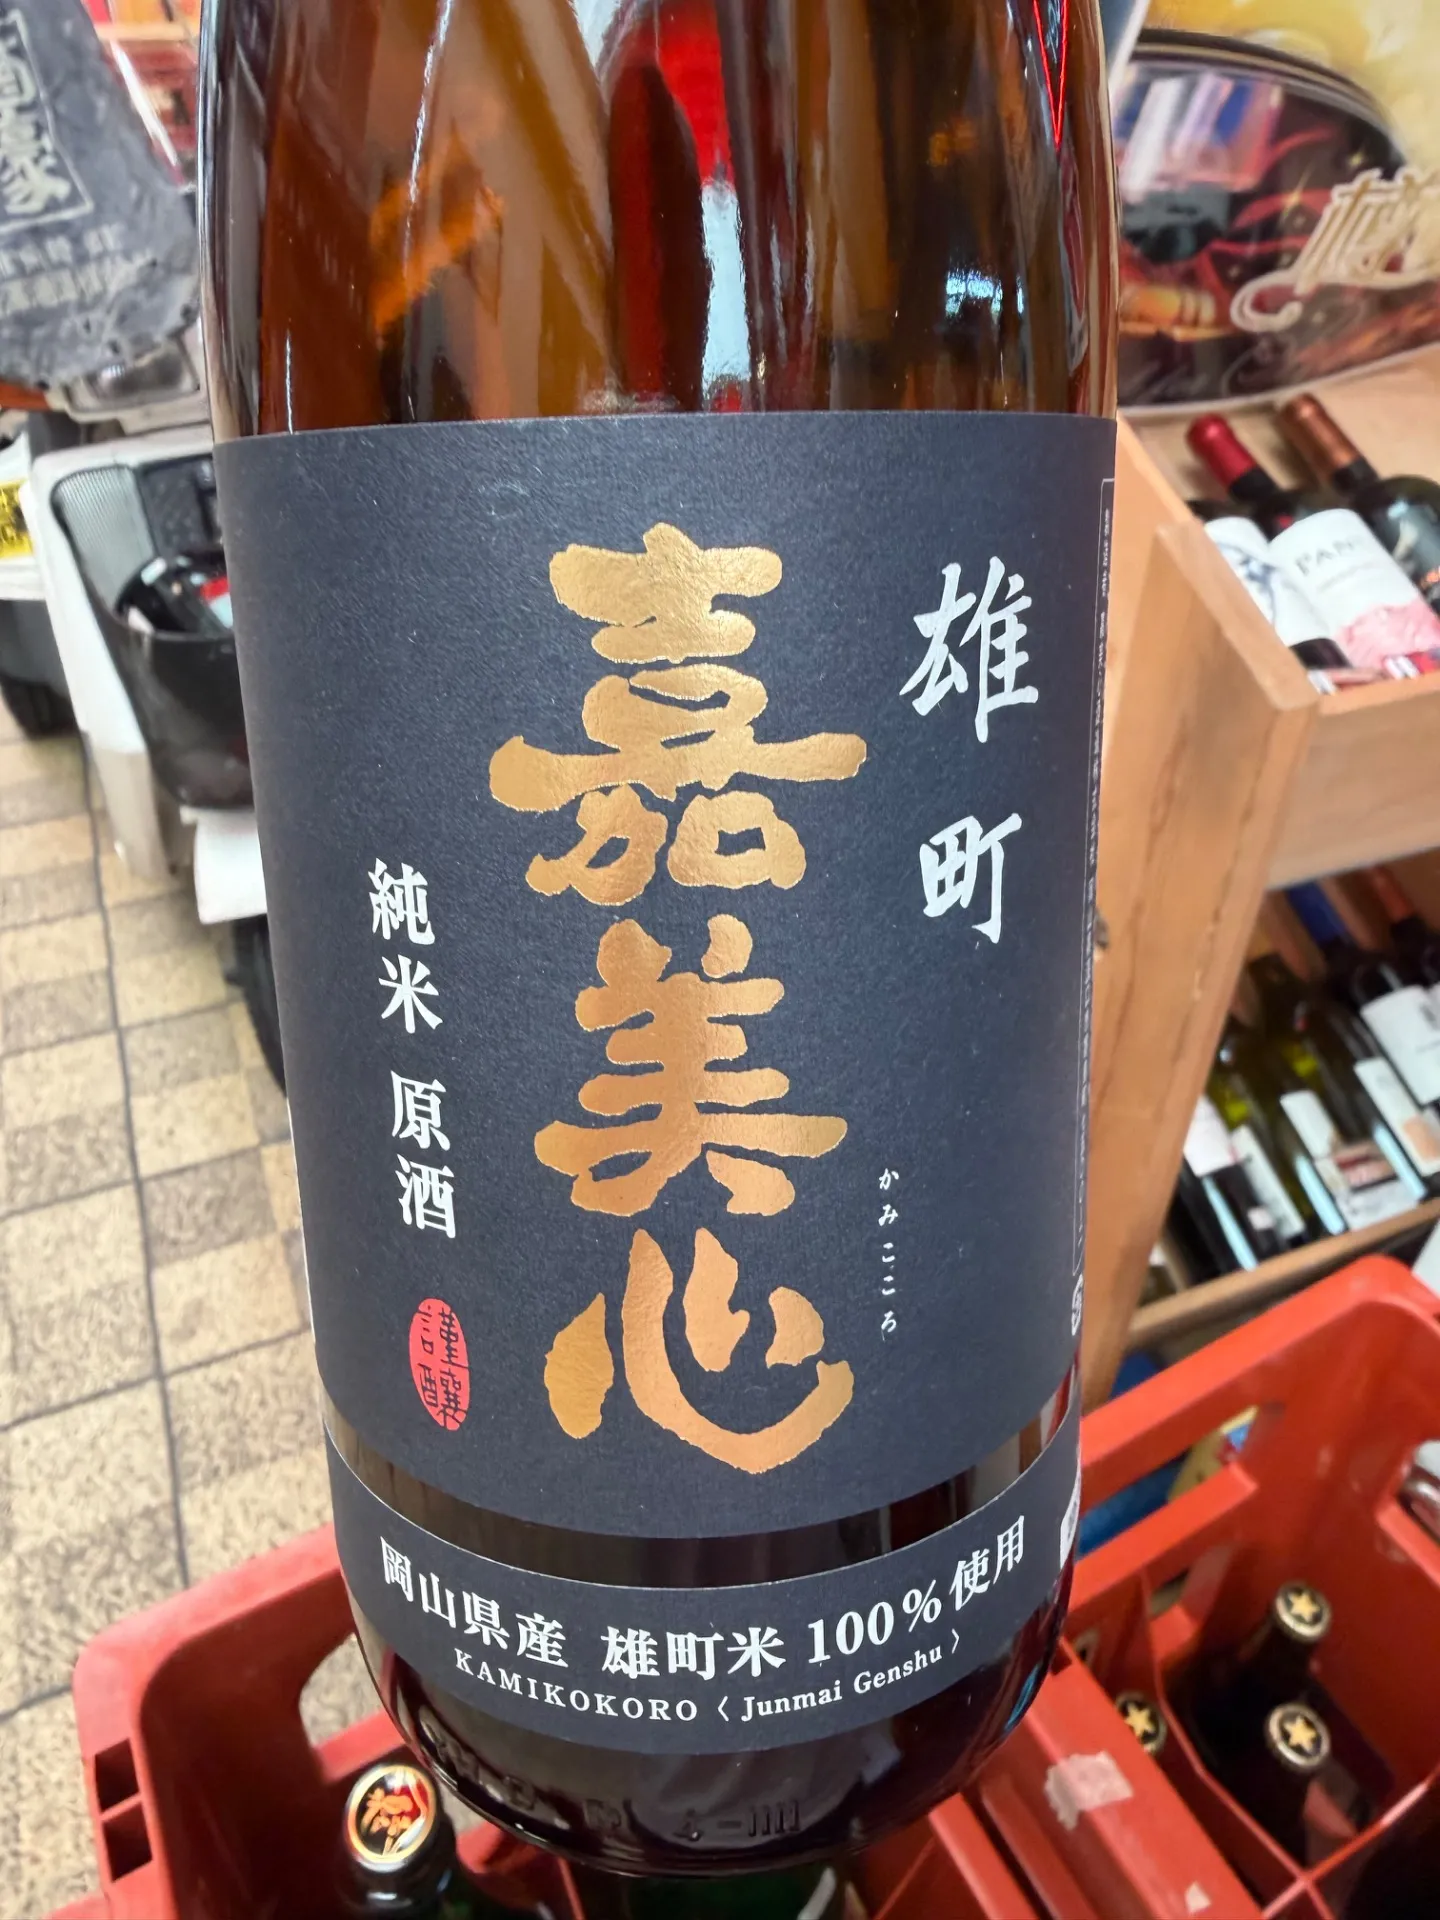 雄町
嘉美心
かみこころ
純米 原酒
謹醸
岡山県産 雄町米 100%使用
KAMIKOKORO〈Junmai Genshu〉